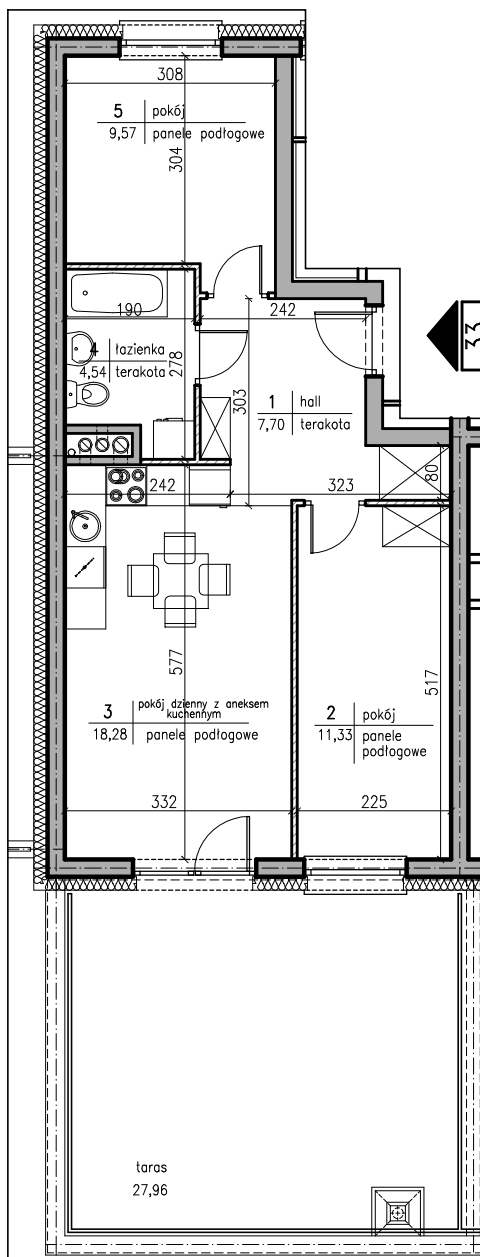 308
5 pokój
9,57 panele podłogowe
304
190
242
4 łazienka
4,54 terakota
278
303
1 hall
7,70 terakota
33
242
323
80
577
517
3 pokój dzienny z aneksem
kuchennym
18,28 panele podłogowe
2 pokój
11,33 panele
podłogowe
332
225
taras
27,96